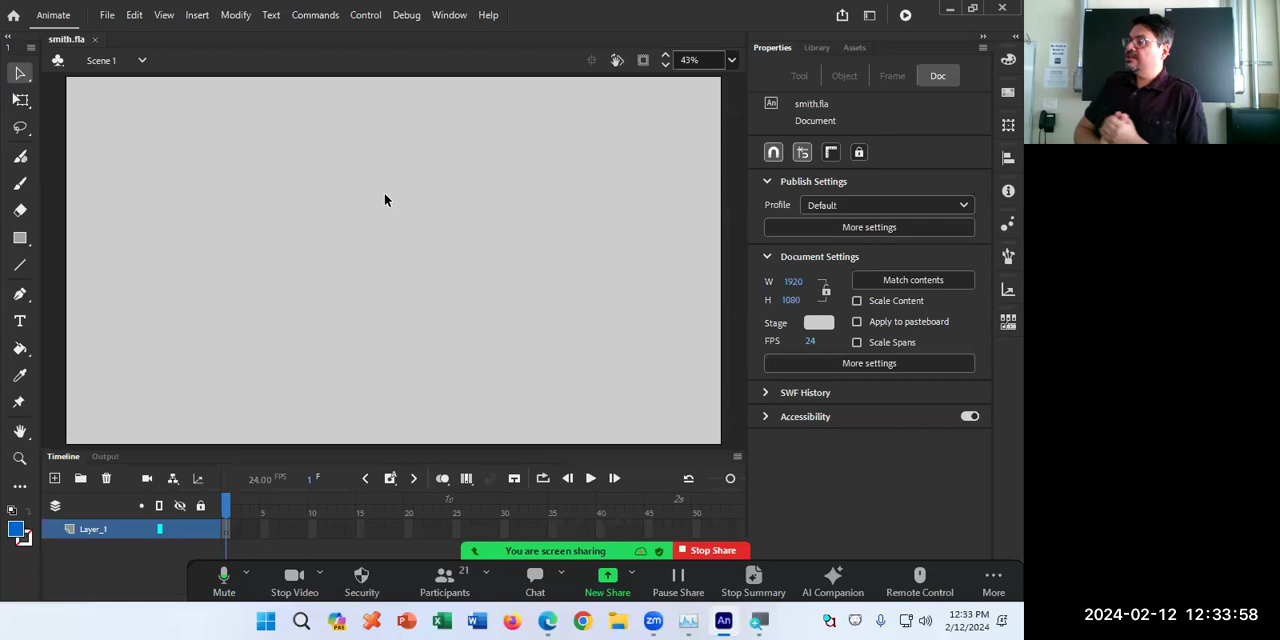 Animate File Edit View Insert Modify Text Commands Control Debug Window Help
smith.fla ×
Scene 1 43%
Properties Library Assets
Tool Object Frame Doc
An smith.fla
Document
Publish Settings
Profile Default
More settings
Document Settings
W 1920 Match contents
H 1080 Scale Content
Stage Apply to pasteboard
FPS 24 Scale Spans
More settings
SWF History
Accessibility
Timeline Output
24.00 FPS 1 F
1s 2s
5 10 15 20 25 30 35 40 45 50
Layer_1
You are screen sharing Stop Share
21
Mute Stop Video Security Participants Chat New Share Pause Share Stop Summary AI Companion Remote Control More
zm An
12:33 PM
2/12/2024
2024-02-12 12:33:58